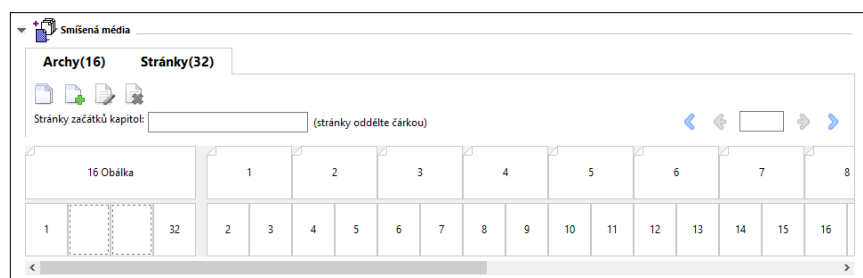 Smíšená média
Archy(16) Stránky(32)
Stránky začátků kapitol: (stránky oddělte čárkou)
16 Obálka 1 2 3 4 5 6 7 8
1 32 2 3 4 5 6 7 8 9 10 11 12 13 14 15 16